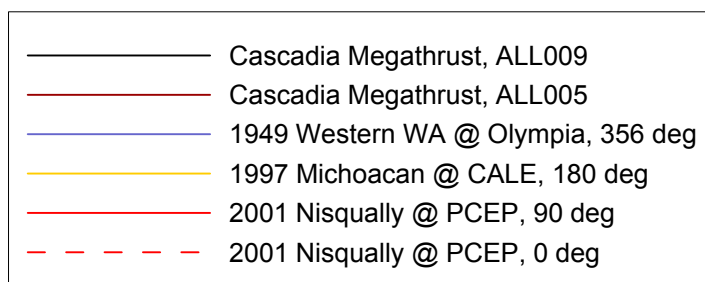 Cascadia Megathrust, ALL009
Cascadia Megathrust, ALL005
1949 Western WA @ Olympia, 356 deg
1997 Michoacan @ CALE, 180 deg
2001 Nisqually @ PCEP, 90 deg
2001 Nisqually @ PCEP, 0 deg